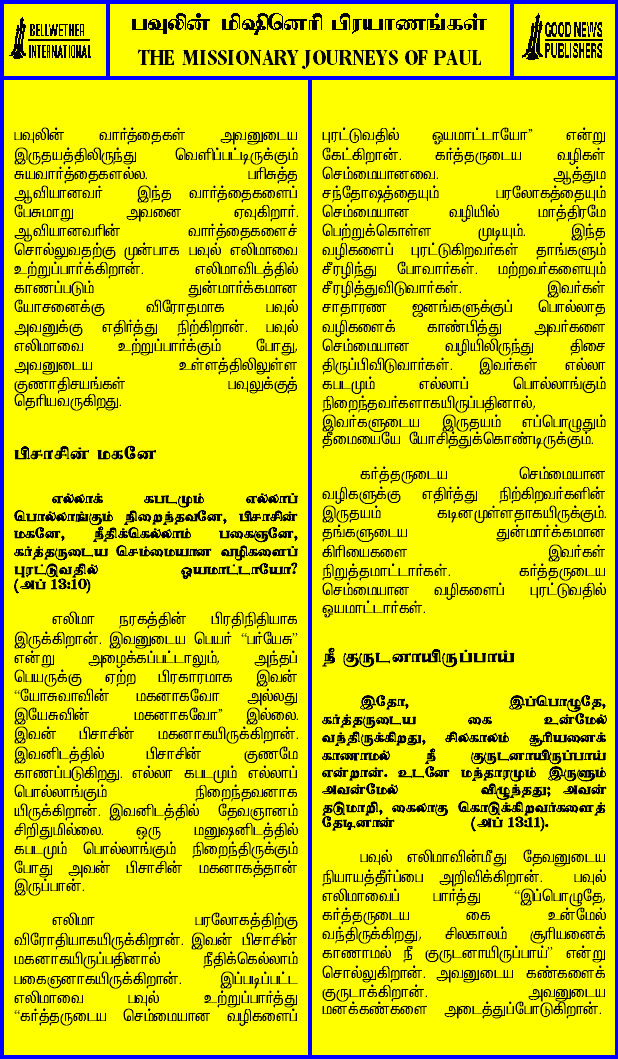 BELLWETHER
INTERNATIONAL
பவுலின் மிஷினெரி பிரயாணங்கள்
THE MISSIONARY JOURNEYS OF PAUL
GOOD NEWS
PUBLISHERS
பவுலின் வார்த்தைகள் அவனுடைய
இருதயத்திலிருந்து வெளிப்பட்டிருக்கும்
சுயவார்த்தைகளல்ல. பரிசுத்த
ஆவியானவர் இந்த வார்த்தைகளைப்
பேசுமாறு அவனை ஏவுகிறார்.
ஆவியானவரின் வார்த்தைகளைச்
சொல்லுவதற்கு முன்பாக பவுல் எலிமாவை
உற்றுப்பார்க்கிறான். எலிமாவிடத்தில்
காணப்படும் துன்மார்க்கமான
யோசனைக்கு விரோதமாக பவுல்
அவனுக்கு எதிர்த்து நிற்கிறான். பவுல்
எலிமாவை உற்றுப்பார்க்கும் போது,
அவனுடைய உள்ளத்திலிலுள்ள
குணாதிசயங்கள் பவுலுக்குத்
தெரியவருகிறது.
பிசாசின் மகனே
எல்லாக் கபடமும் எல்லாப்
பொல்லாங்கும் நிறைந்தவனே, பிசாசின்
மகனே, நீதிக்கெல்லாம் பகைஞனே,
கர்த்தருடைய செம்மையான வழிகளைப்
புரட்டுவதில் ஓயமாட்டாயோ?
(அப் 13:10)
எலிமா நரகத்தின் பிரதிநிதியாக
இருக்கிறான். இவனுடைய பெயர் “பர்யேசு”
என்று அழைக்கப்பட்டாலும், அந்தப்
பெயருக்கு ஏற்ற பிரகாரமாக இவன்
“யோசுவாவின் மகனாகவோ அல்லது
இயேசுவின் மகனாகவோ” இல்லை.
இவன் பிசாசின் மகனாகயிருக்கிறான்.
இவனிடத்தில் பிசாசின் குணமே
காணப்படுகிறது. எல்லா கபடமும் எல்லாப்
பொல்லாங்கும் நிறைந்தவனாக
யிருக்கிறான். இவனிடத்தில் தேவஞானம்
சிறிதுமில்லை. ஒரு மனுஷனிடத்தில்
கபடமும் பொல்லாங்கும் நிறைந்திருக்கும்
போது அவன் பிசாசின் மகனாகத்தான்
இருப்பான்.
எலிமா பரலோகத்திற்கு
விரோதியாகயிருக்கிறான். இவன் பிசாசின்
மகனாகயிருப்பதினால் நீதிக்கெல்லாம்
பகைஞனாகயிருக்கிறான். இப்படிப்பட்ட
எலிமாவை பவுல் உற்றுப்பார்த்து
“கர்த்தருடைய செம்மையான வழிகளைப்
புரட்டுவதில் ஓயமாட்டாயோ” என்று
கேட்கிறான். கர்த்தருடைய வழிகள்
செம்மையானவை. ஆத்தும
சந்தோஷத்தையும் பரலோகத்தையும்
செம்மையான வழியில் மாத்திரமே
பெற்றுக்கொள்ள முடியும். இந்த
வழிகளைப் புரட்டுகிறவர்கள் தாங்களும்
சீரழிந்து போவார்கள். மற்றவர்களையும்
சீரழித்துவிடுவார்கள். இவர்கள்
சாதாரண ஜனங்களுக்குப் பொல்லாத
வழிகளைக் காண்பித்து அவர்களை
செம்மையான வழியிலிருந்து திசை
திருப்பிவிடுவார்கள். இவர்கள் எல்லா
கபடமும் எல்லாப் பொல்லாங்கும்
நிறைந்தவர்களாகயிருப்பதினால்,
இவர்களுடைய இருதயம் எப்பொழுதும்
தீமையையே யோசித்துக்கொண்டிருக்கும்.
கர்த்தருடைய செம்மையான
வழிகளுக்கு எதிர்த்து நிற்கிறவர்களின்
இருதயம் கடினமுள்ளதாகயிருக்கும்.
தங்களுடைய துன்மார்க்கமான
கிரியைகளை இவர்கள்
நிறுத்தமாட்டார்கள். கர்த்தருடைய
செம்மையான வழிகளைப் புரட்டுவதில்
ஓயமாட்டார்கள்.
நீ குருடனாயிருப்பாய்
இதோ, இப்பொழுதே,
கர்த்தருடைய கை உன்மேல்
வந்திருக்கிறது, சிலகாலம் சூரியனைக்
காணாமல் நீ குருடனாயிருப்பாய்
என்றான். உடனே மந்தாரமும் இருளும்
அவன்மேல் விழுந்தது; அவன்
தடுமாறி, கைலாகு கொடுக்கிறவர்களைத்
தேடினான் (அப் 13:11).
பவுல் எலிமாவின்மீது தேவனுடைய
நியாயத்தீர்ப்பை அறிவிக்கிறான். பவுல்
எலிமாவைப் பார்த்து “இப்பொழுதே,
கர்த்தருடைய கை உன்மேல்
வந்திருக்கிறது, சிலகாலம் சூரியனைக்
காணாமல் நீ குருடனாயிருப்பாய்” என்று
சொல்லுகிறான். அவனுடைய கண்களைக்
குருடாக்கிறான். அவனுடைய
மனக்கண்களை அடைத்துப்போடுகிறான்.